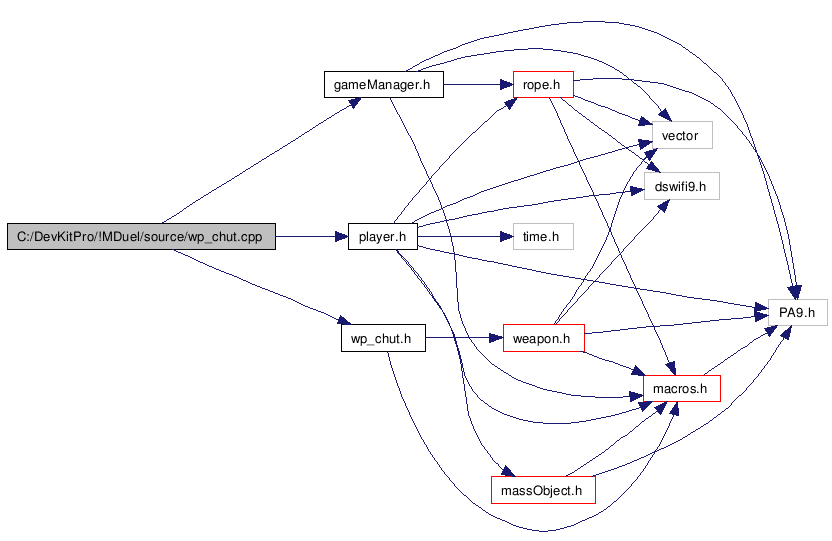 gameManager.h
rope.h
vector
dswifi9.h
C:/DevKitPro/!MDuel/source/wp_chut.cpp
player.h
time.h
PA9.h
wp_chut.h
weapon.h
macros.h
massObject.h